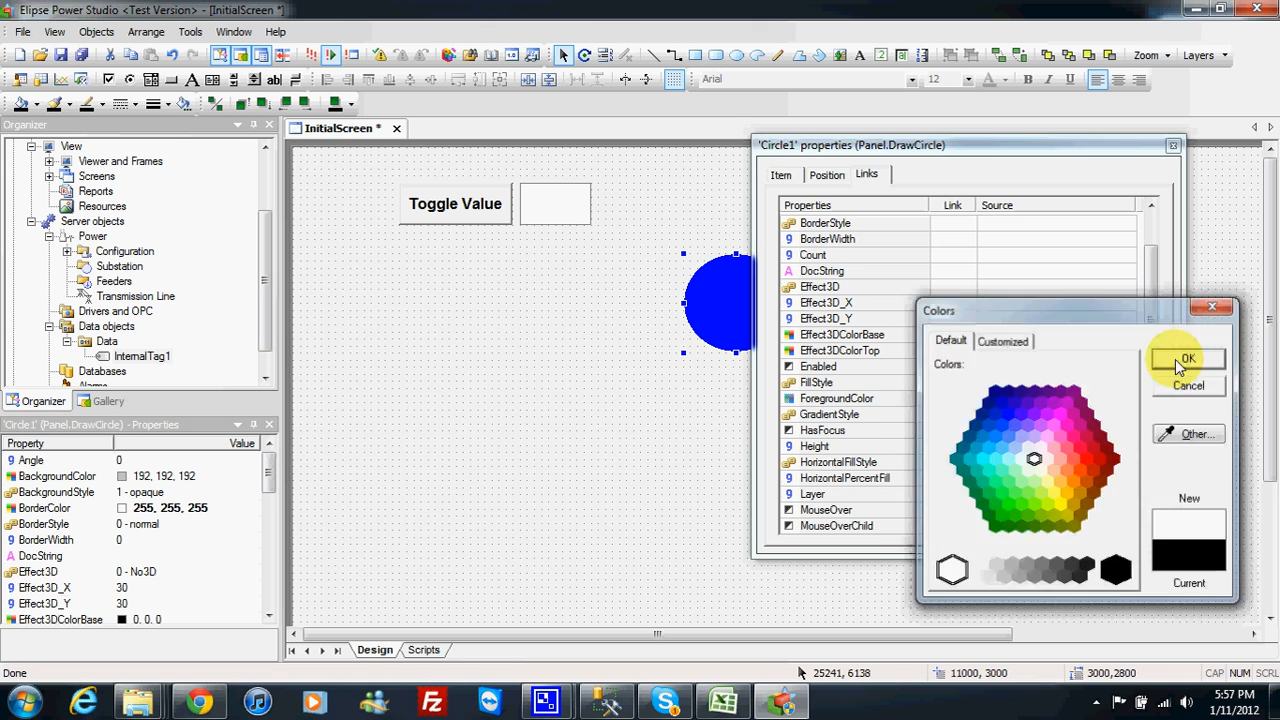 Elipse Power Studio <Test Version> - [InitialScreen *]
File View Objects Arrange Tools Window Help
Zoom Layers
Arial 12 B I U
Organizer
InitialScreen *
View
Viewer and Frames
Screens
Reports
Resources
Server objects
Power
Configuration
Substation
Feeders
Transmission Line
Drivers and OPC
Data objects
Data
InternalTag1
Databases
Organizer Gallery
'Circle1' (Panel.DrawCircle) - Properties
Property Value
Angle 0
BackgroundColor 192, 192, 192
BackgroundStyle 1 - opaque
BorderColor 255, 255, 255
BorderStyle 0 - normal
BorderWidth 0
DocString
Effect3D 0 - No3D
Effect3D_X 30
Effect3D_Y 30
Effect3DColorBase 0, 0, 0
Toggle Value
'Circle1' properties (Panel.DrawCircle)
Item Position Links
Properties Link Source
BorderStyle
BorderWidth
Count
DocString
Effect3D
Effect3D_X
Effect3D_Y
Effect3DColorBase
Effect3DColorTop
Enabled
FillStyle
ForegroundColor
GradientStyle
HasFocus
Height
HorizontalFillStyle
HorizontalPercentFill
Layer
MouseOver
MouseOverChild
Colors
Default Customized
Colors:
OK
Cancel
Other...
New
Current
Design Scripts
Done 25241, 6138 11000, 3000 3000,2800 CAP NUM SCRL
5:57 PM
1/11/2012